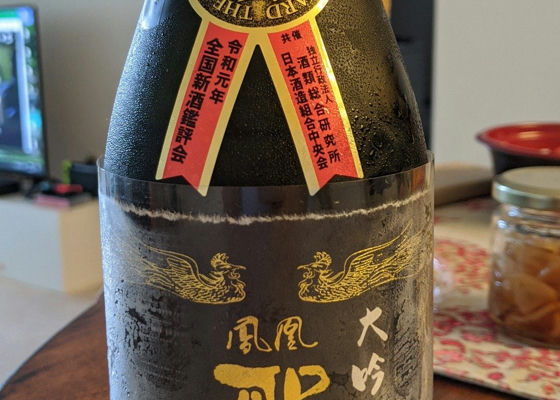 ARD THE
令和元年
全国新酒鑑評会
共催
独立行政法人
酒類総合研究所
日本酒造組合中央会
鳳凰
大吟